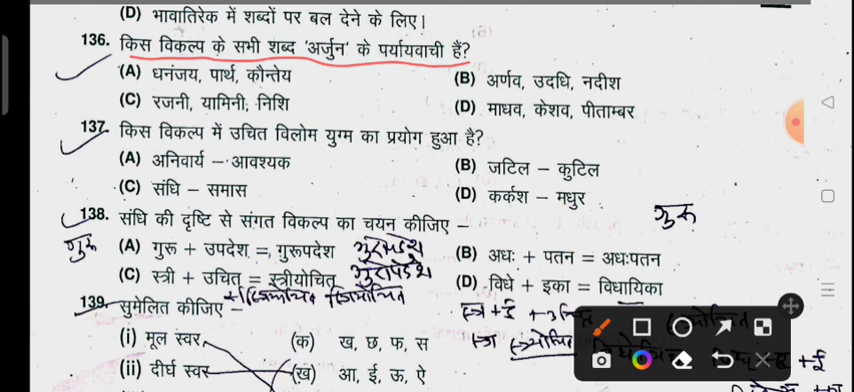 (D) भावातिरेक में शब्दों पर बल देने के लिए।
136. किस विकल्प के सभी शब्द 'अर्जुन' के पर्यायवाची हैं?
(A) धनंजय, पार्थ, कौन्तेय
(B) अर्णव, उदधि, नदीश
(C) रजनी, यामिनी, निशि
(D) माधव, केशव, पीताम्बर
137. किस विकल्प में उचित विलोम युग्म का प्रयोग हुआ है?
(A) अनिवार्य – आवश्यक
(B) जटिल – कुटिल
(C) संधि – समास
(D) कर्कश – मधुर
गुरू
138. संधि की दृष्टि से संगत विकल्प का चयन कीजिए –
गुरू
(A) गुरू + उपदेश = गुरूपदेश
(B) अधः + पतन = अधःपतन
(C) स्त्री + उचित = स्त्रीयोचित
(D) विधे + इका = विधायिका
139. सुमेलित कीजिए –
(i) मूल स्वर
(क) ख, छ, फ, स
(ii) दीर्घ स्वर
(ख) आ, ई, ऊ, ऐ